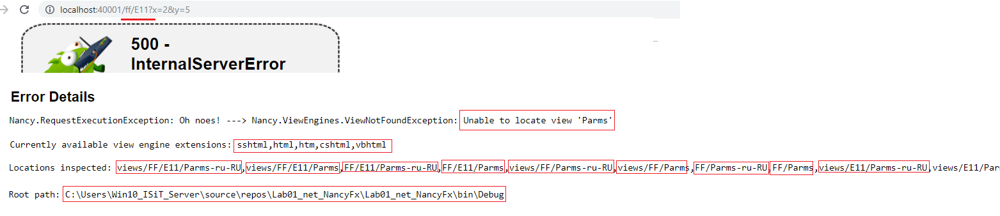 localhost:40001/ff/E11?x=2&y=5
500 -
InternalServerError
Error Details
Nancy.RequestExecutionException: Oh noes! ---> Nancy.ViewEngines.ViewNotFoundException: Unable to locate view 'Parms'
Currently available view engine extensions: sshtml,html,htm,cshtml,vbhtml
Locations inspected: views/FF/E11/Parms-ru-RU,views/FF/E11/Parms,FF/E11/Parms-ru-RU,FF/E11/Parms,views/FF/Parms-ru-RU,views/FF/Parms,FF/Parms-ru-RU,FF/Parms,views/E11/Parms-ru-RU,views/E11/Par
Root path: C:\Users\Win10_ISiT_Server\source\repos\Lab01_net_NancyFx\Lab01_net_NancyFx\bin\Debug